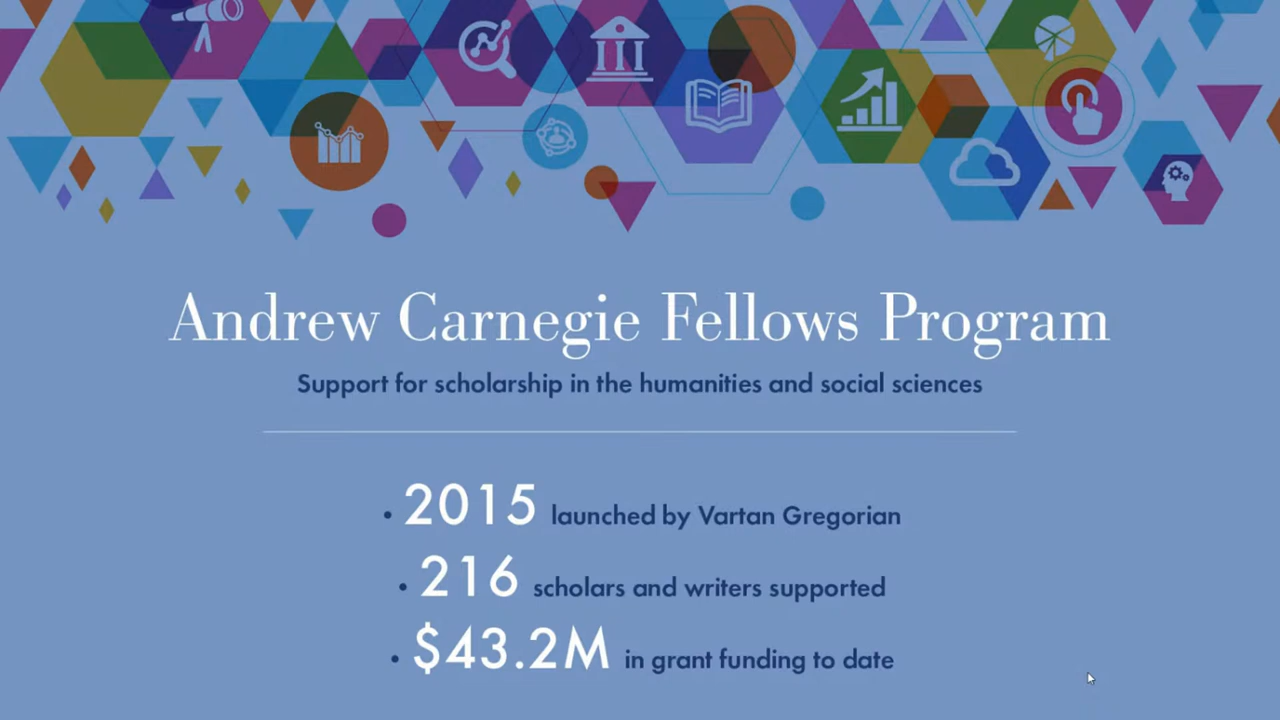 Andrew Carnegie Fellows Program
Support for scholarship in the humanities and social sciences
• 2015 launched by Vartan Gregorian
• 216 scholars and writers supported
• $43.2M in grant funding to date